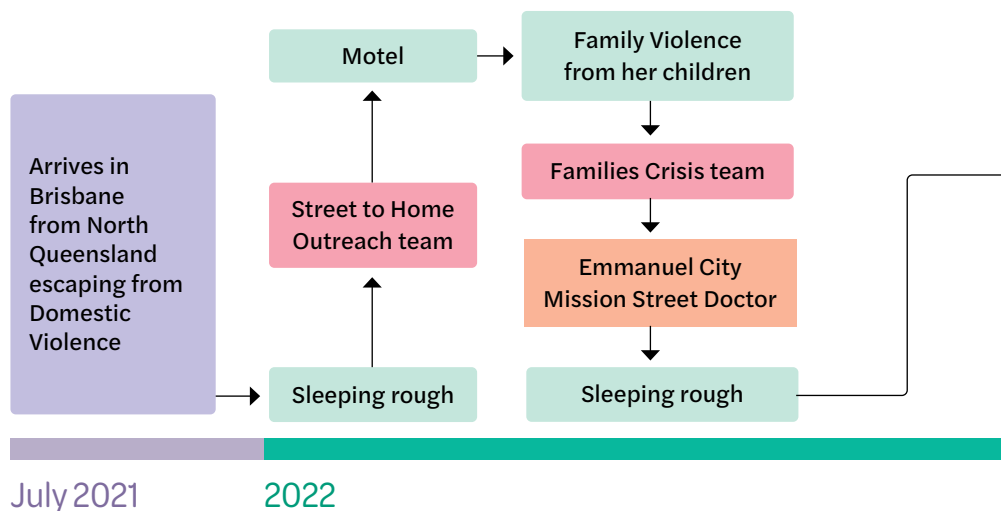 Arrives in
Brisbane
from North
Queensland
escaping from
Domestic
Violence
Sleeping rough
Street to Home
Outreach team
Motel
Family Violence
from her children
Families Crisis team
Emmanuel City
Mission Street Doctor
Sleeping rough
July 2021
2022